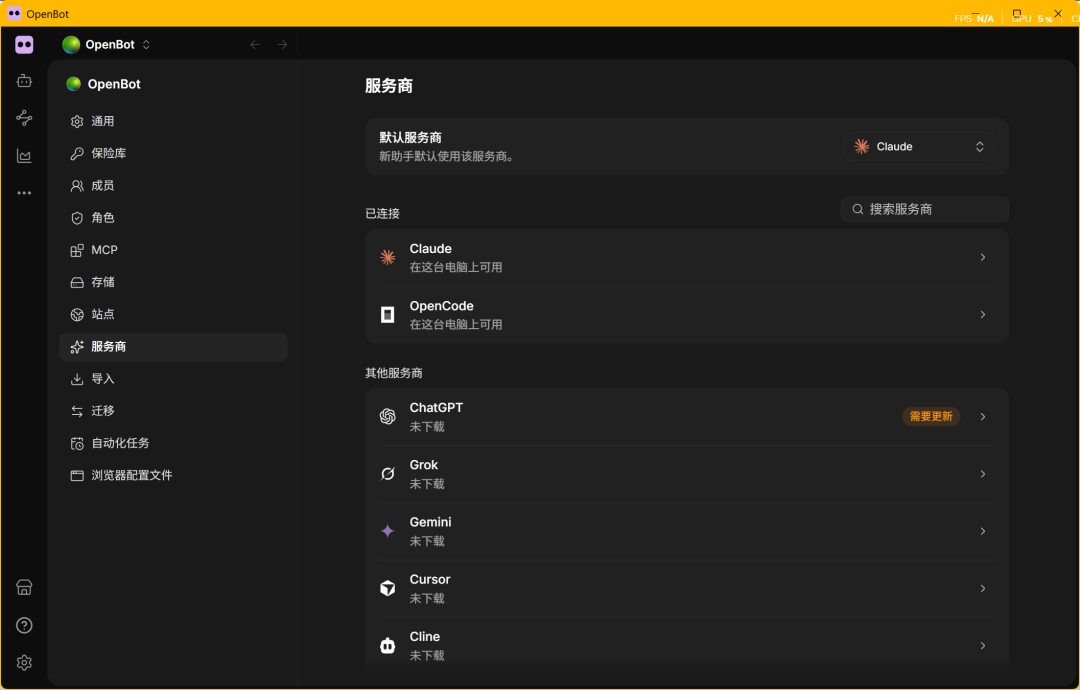 OpenBot
FPS N/A GPU 5%
OpenBot
OpenBot
通用
保险库
成员
角色
MCP
存储
站点
服务商
导入
迁移
自动化任务
浏览器配置文件
服务商
默认服务商
新助手默认使用该服务商。
Claude
已连接
搜索服务商
Claude
在这台电脑上可用
OpenCode
在这台电脑上可用
其他服务商
ChatGPT
未下载
需要更新
Grok
未下载
Gemini
未下载
Cursor
未下载
Cline
未下载